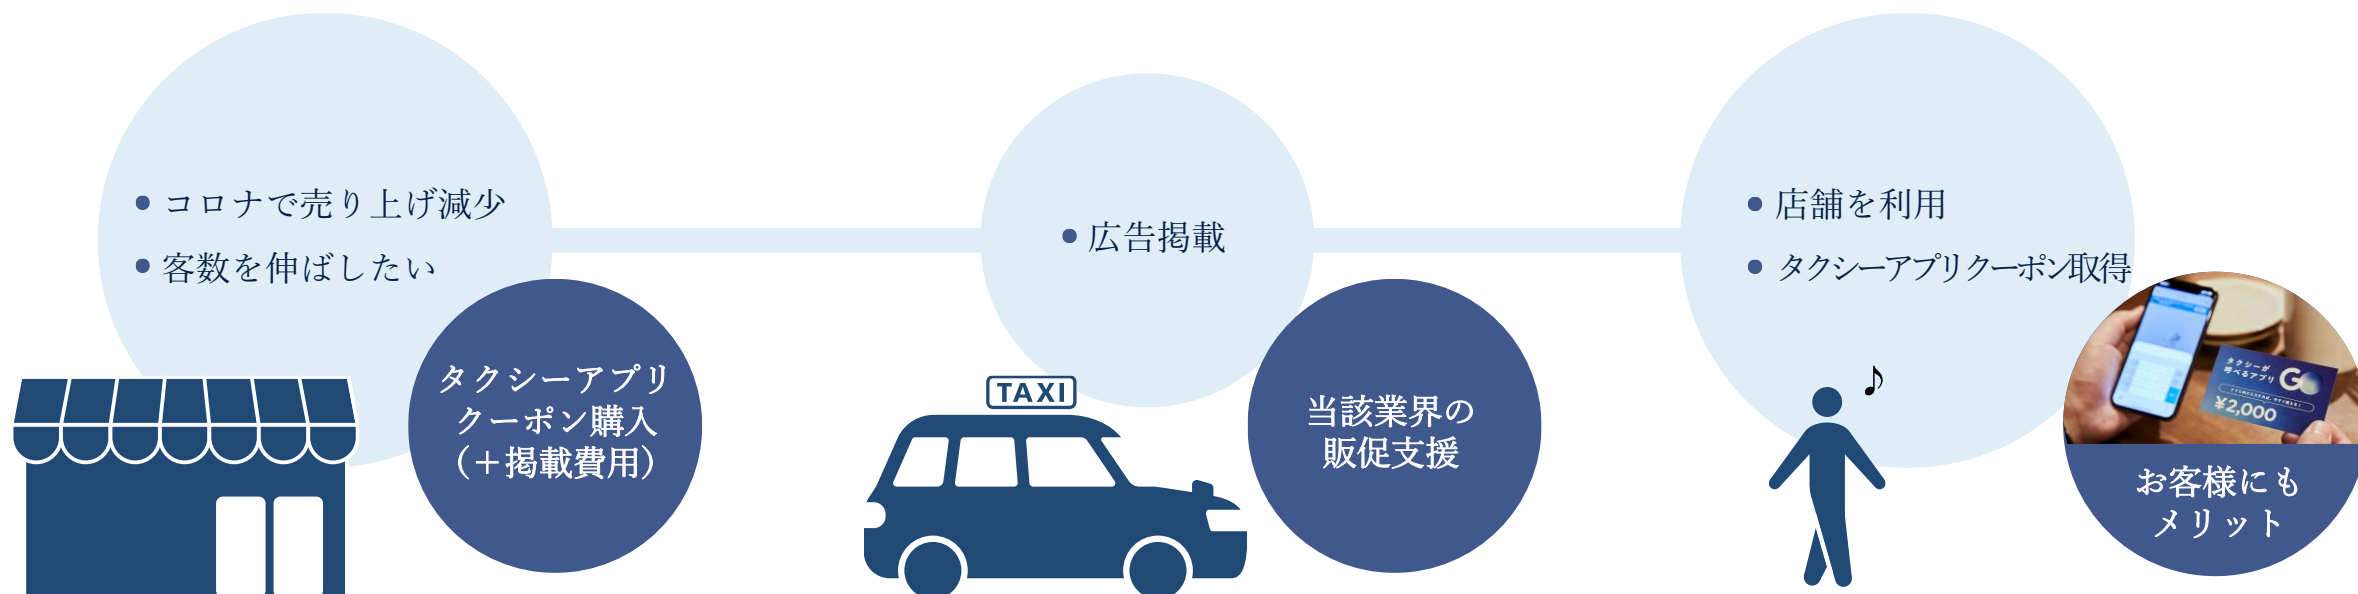 コロナで売り上げ減少
客数を伸ばしたい
タクシーアプリ
クーポン購入
（＋掲載費用）
広告掲載
TAXI
当該業界の
販促支援
店舗を利用
タクシーアプリクーポン取得
♪
タクシーが
呼べるアプリ
GO
¥2,000
お客様にも
メリット